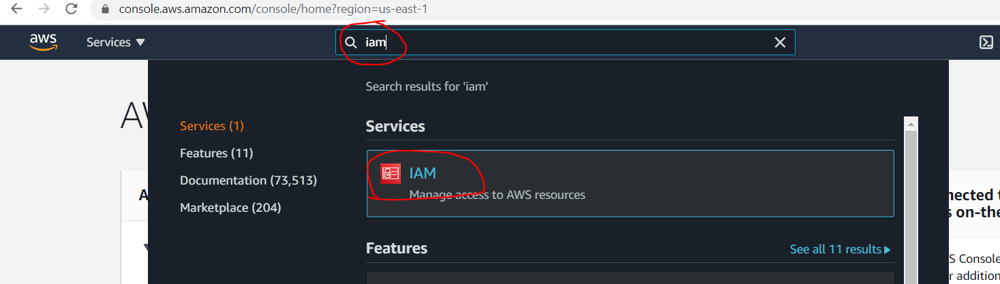 console.aws.amazon.com/console/home?region=us-east-1
aws
Services ▼
iam
Search results for 'iam'
Services (1)
Features (11)
Documentation (73,513)
Marketplace (204)
Services
IAM
Manage access to AWS resources
Features
See all 11 results
AW
A
nected t
s on-the
S Console
r addition